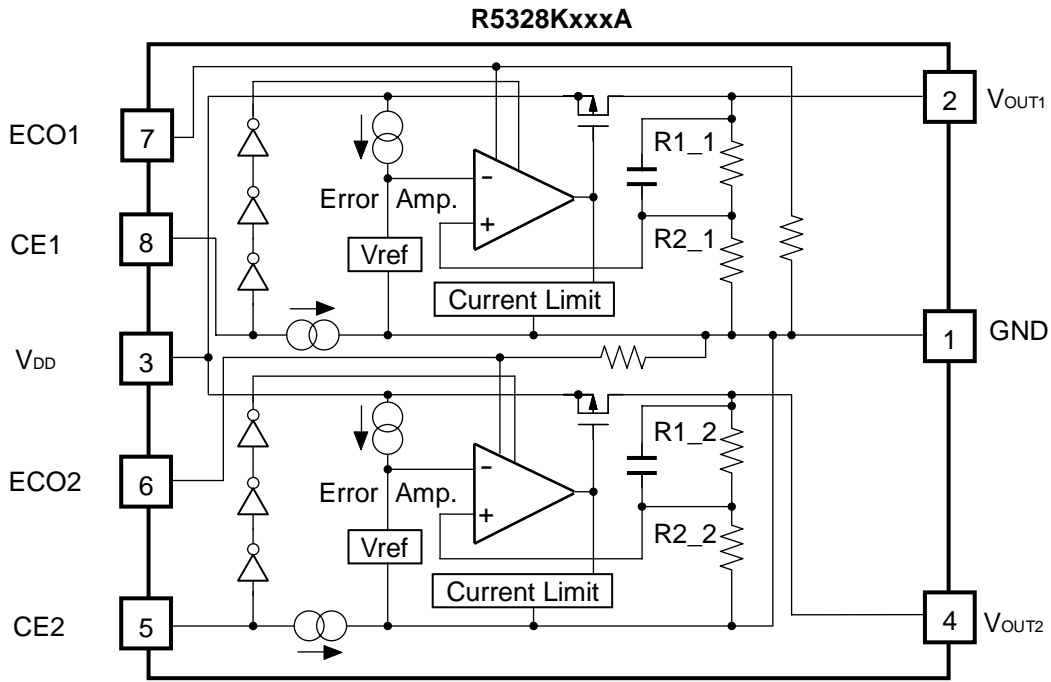 R5328KxxxA
ECO1
7
2
VOUT1
R1_1
Error Amp.
−
+
CE1
8
Vref
R2_1
Current Limit
VDD
3
1
GND
R1_2
ECO2
6
Error Amp.
−
+
Vref
R2_2
Current Limit
CE2
5
4
VOUT2